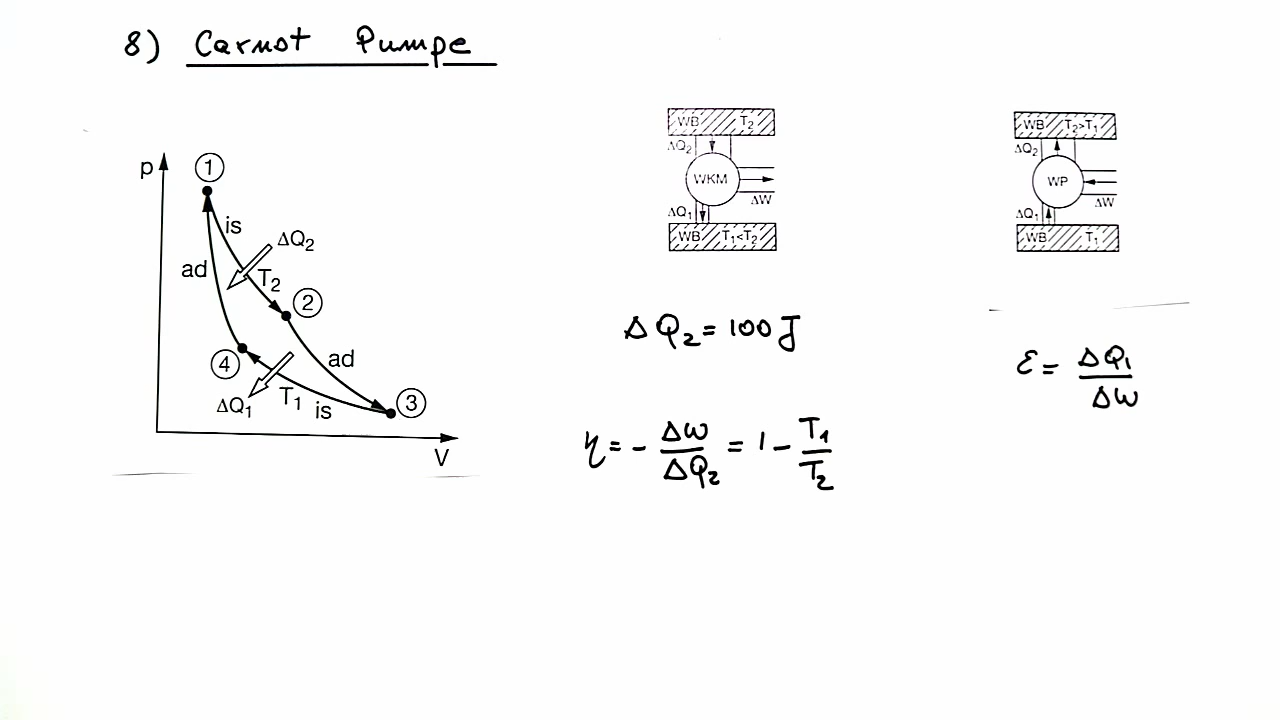 8) Carnot Pumpe
p
1
is
ΔQ₂
ad
T₂
2
4
ad
ΔQ₁
T₁
is
3
V
WB T₂
ΔQ₂
WKM
ΔW
ΔQ₁
WB T₁<T₂
ΔQ₂ = 100 J
η = - ΔW/ΔQ₂ = 1 - T₁/T₂
WB T₂>T₁
ΔQ₂
WP
ΔW
ΔQ₁
WB T₁
ε = ΔQ₁/ΔW